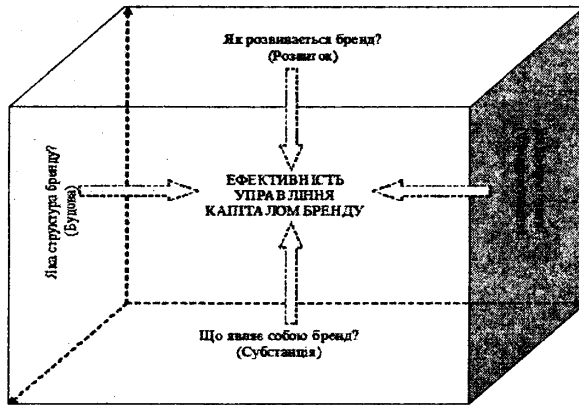 Як розвивається бренд?
(Розвиток)
Яка структура бренду?
(Будова)
ЕФЕКТИВНІСТЬ
УПРАВЛІННЯ
КАПІТАЛОМ БРЕНДУ
Що являє собою бренд?
(Субстанція)